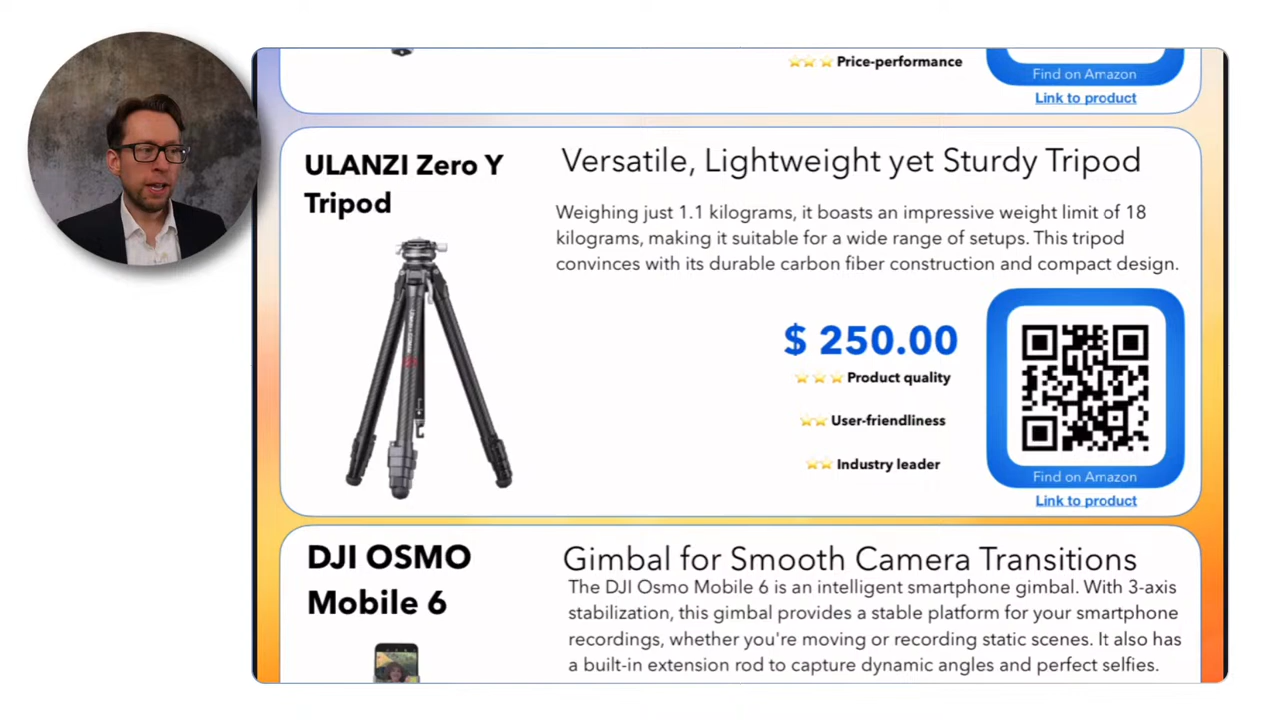 Price-performance
Find on Amazon
Link to product
ULANZI Zero Y
Tripod
Versatile, Lightweight yet Sturdy Tripod
Weighing just 1.1 kilograms, it boasts an impressive weight limit of 18
kilograms, making it suitable for a wide range of setups. This tripod
convinces with its durable carbon fiber construction and compact design.
$ 250.00
Product quality
User-friendliness
Industry leader
Find on Amazon
Link to product
DJI OSMO
Mobile 6
Gimbal for Smooth Camera Transitions
The DJI Osmo Mobile 6 is an intelligent smartphone gimbal. With 3-axis
stabilization, this gimbal provides a stable platform for your smartphone
recordings, whether you're moving or recording static scenes. It also has
a built-in extension rod to capture dynamic angles and perfect selfies.